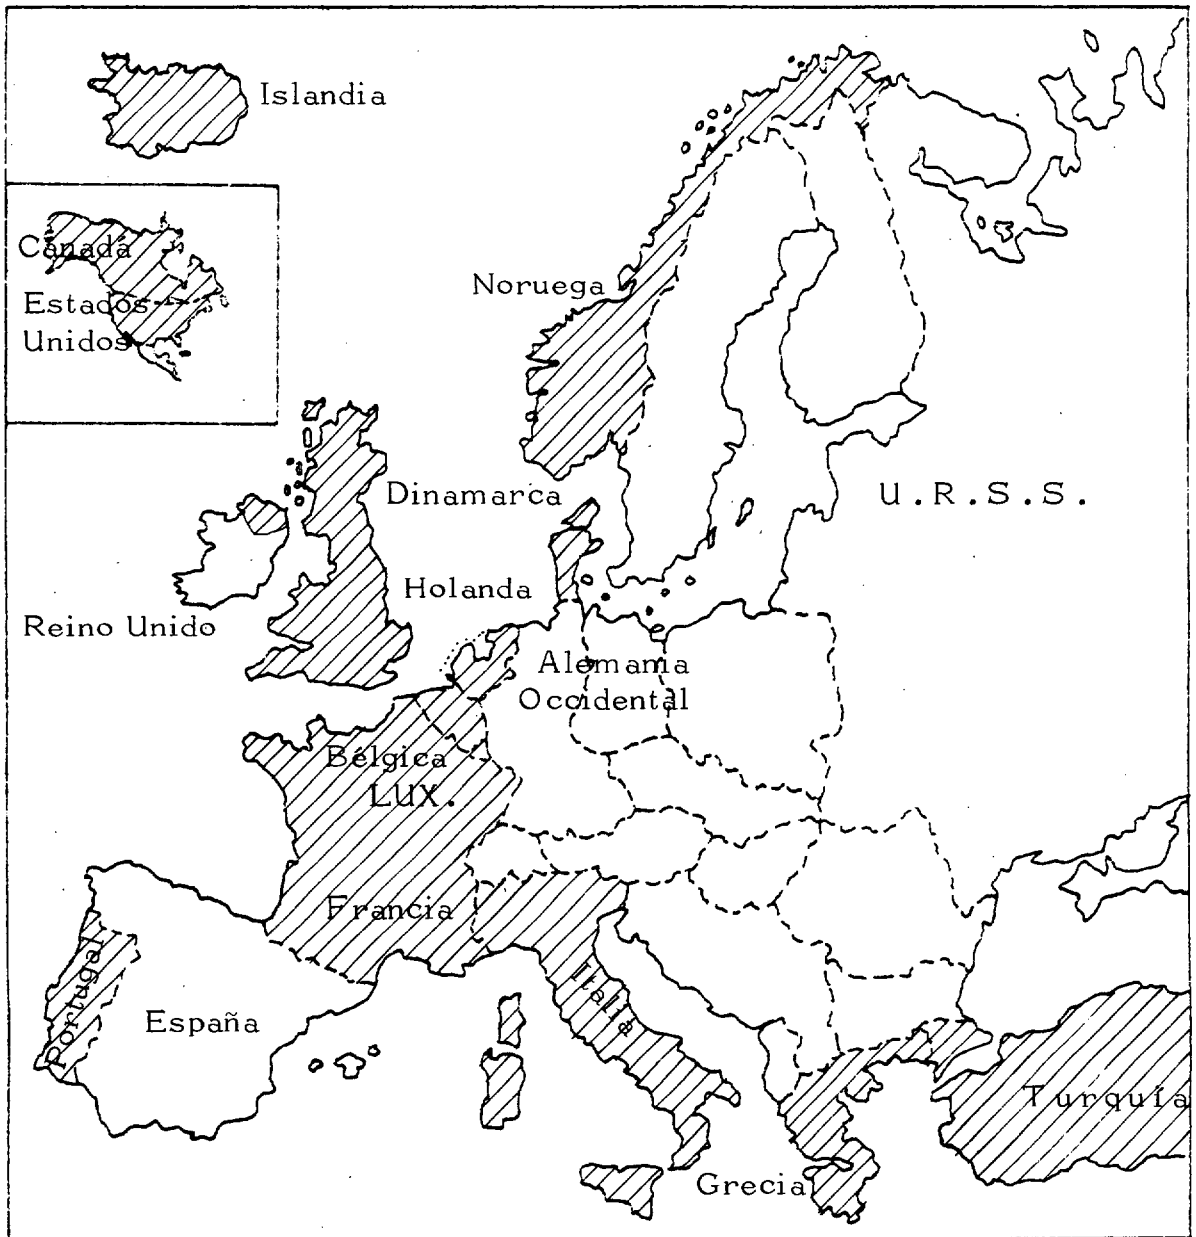 Islandia
Canadá
Estados
Unidos
Noruega
Dinamarca
U.R.S.S.
Holanda
Reino Unido
Alemania
Occidental
Bélgica
LUX.
Francia
Portugal
España
Italia
Turquía
Grecia